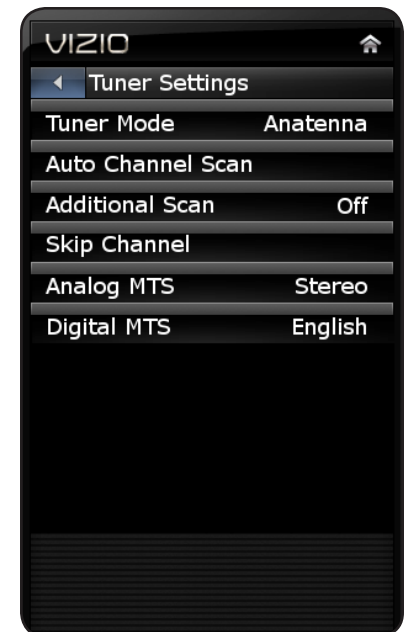 VIZIO
Tuner Settings
Tuner Mode Anatenna
Auto Channel Scan
Additional Scan Off
Skip Channel
Analog MTS Stereo
Digital MTS English